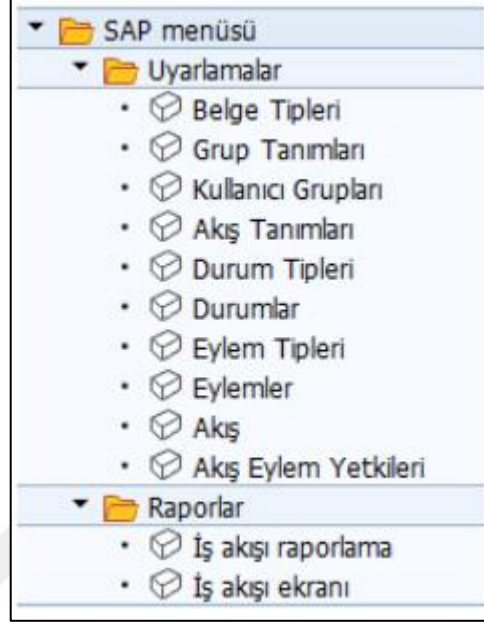 SAP menüsü
Uyarlamalar
Belge Tipleri
Grup Tanımları
Kullanıcı Grupları
Akış Tanımları
Durum Tipleri
Durumlar
Eylem Tipleri
Eylemler
Akış
Akış Eylem Yetkileri
Raporlar
İş akışı raporlama
İş akışı ekranı